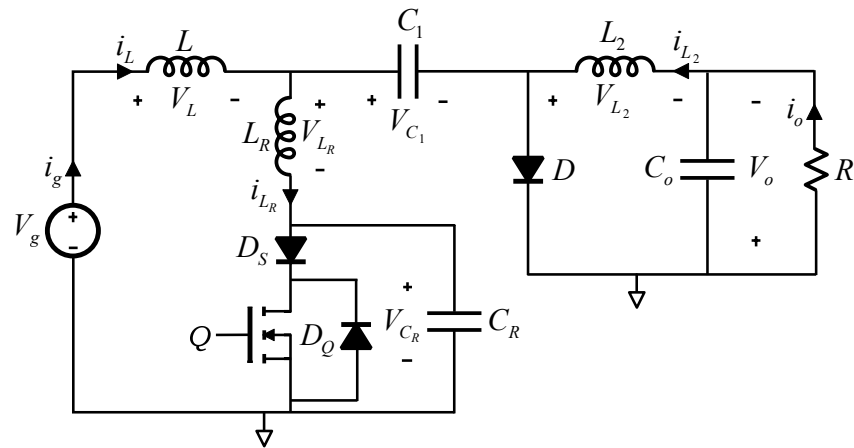 i_L L C_1 L_2 i_{L_2}
+ V_L - + V_{C_1} - + V_{L_2} - - i_o
L_R + V_{L_R} -
i_g i_{L_R} D C_o V_o R
V_g + - D_S +
Q D_Q + V_{C_R} - C_R